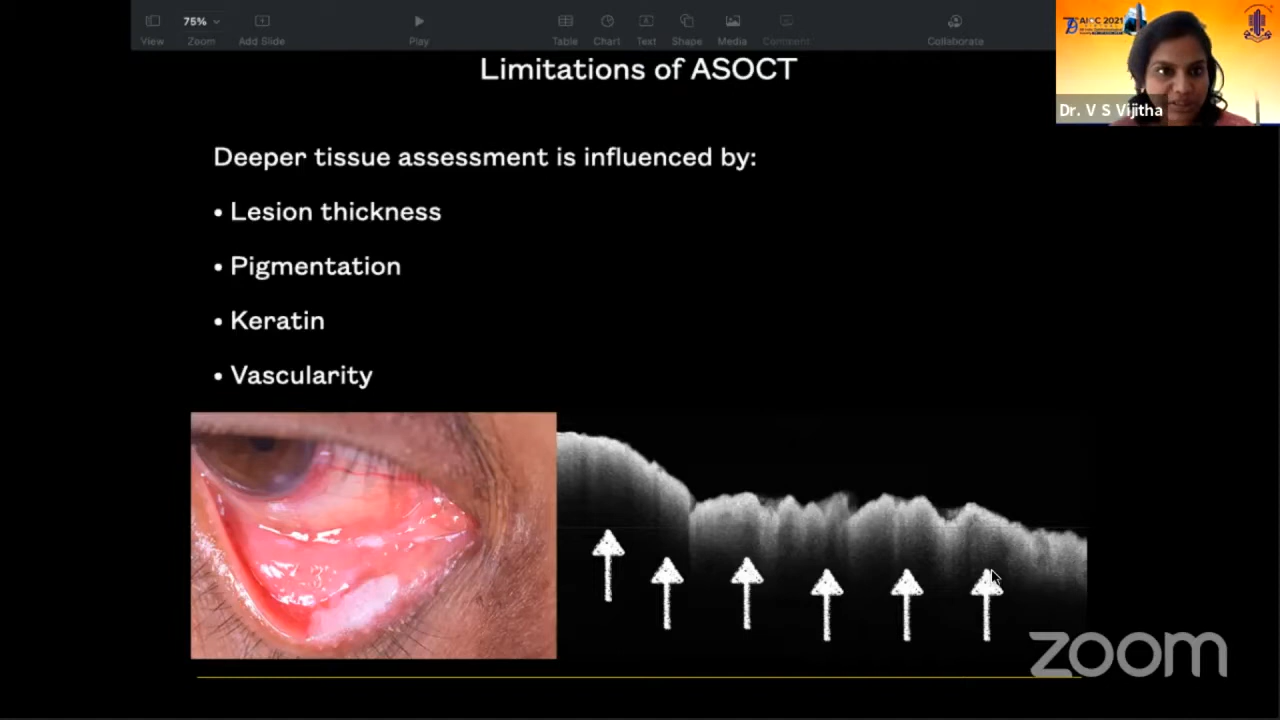 75%
View
Zoom
Add Slide
Play
Table
Chart
Text
Shape
Media
Comment
Collaborate
AIOC 2021
Dr. V S Vijitha
Limitations of ASOCT
Deeper tissue assessment is influenced by:
• Lesion thickness
• Pigmentation
• Keratin
• Vascularity
zoom